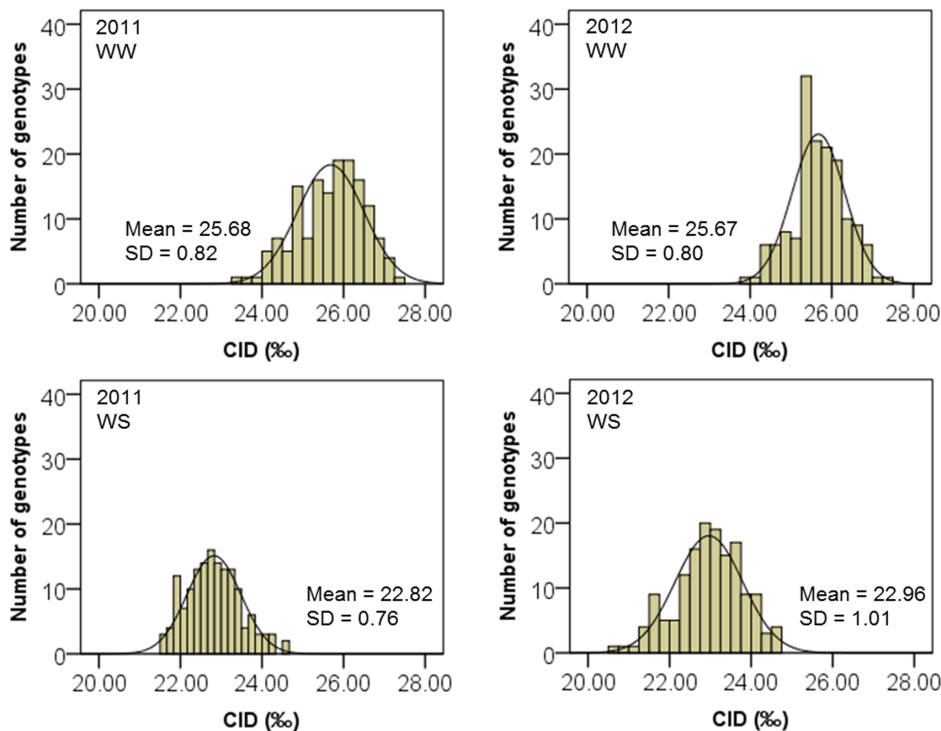 2011
WW
Number of genotypes
40
30
20
10
0
Mean = 25.68
SD = 0.82
20.00 22.00 24.00 26.00 28.00
CID (‰)
2012
WW
Number of genotypes
40
30
20
10
0
Mean = 25.67
SD = 0.80
20.00 22.00 24.00 26.00 28.00
CID (‰)
2011
WS
Number of genotypes
40
30
20
10
0
Mean = 22.82
SD = 0.76
20.00 22.00 24.00 26.00 28.00
CID (‰)
2012
WS
Number of genotypes
40
30
20
10
0
Mean = 22.96
SD = 1.01
20.00 22.00 24.00 26.00 28.00
CID (‰)